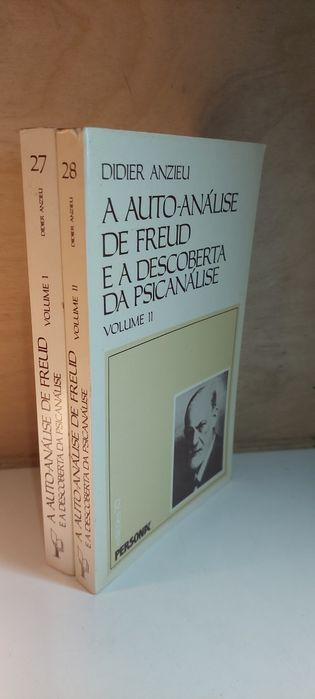 27
DIDIER ANZIEU
A AUTO-ANÁLISE DE FREUD VOLUME I
E A DESCOBERTA DA PSICANÁLISE
28
DIDIER ANZIEU
A AUTO-ANÁLISE DE FREUD VOLUME II
E A DESCOBERTA DA PSICANÁLISE
DIDIER ANZIEU
A AUTO-ANÁLISE
DE FREUD
E A DESCOBERTA
DA PSICANÁLISE
VOLUME II
PERSONA